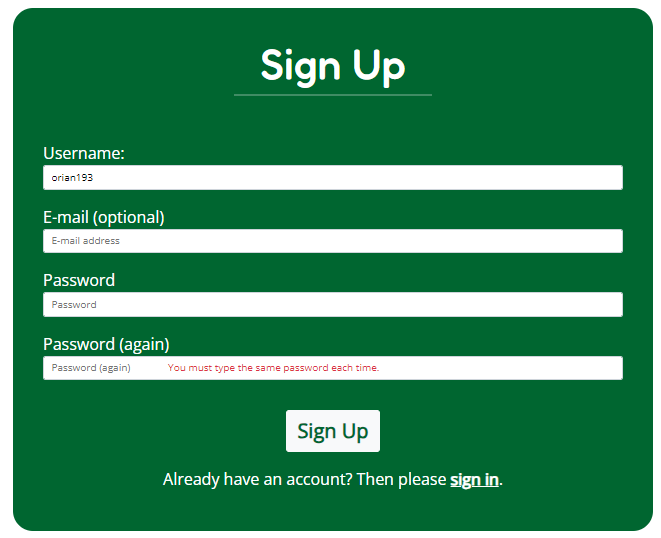 Sign Up
Username:
orian193
E-mail (optional)
E-mail address
Password
Password
Password (again)
Password (again) You must type the same password each time.
Sign Up
Already have an account? Then please sign in.